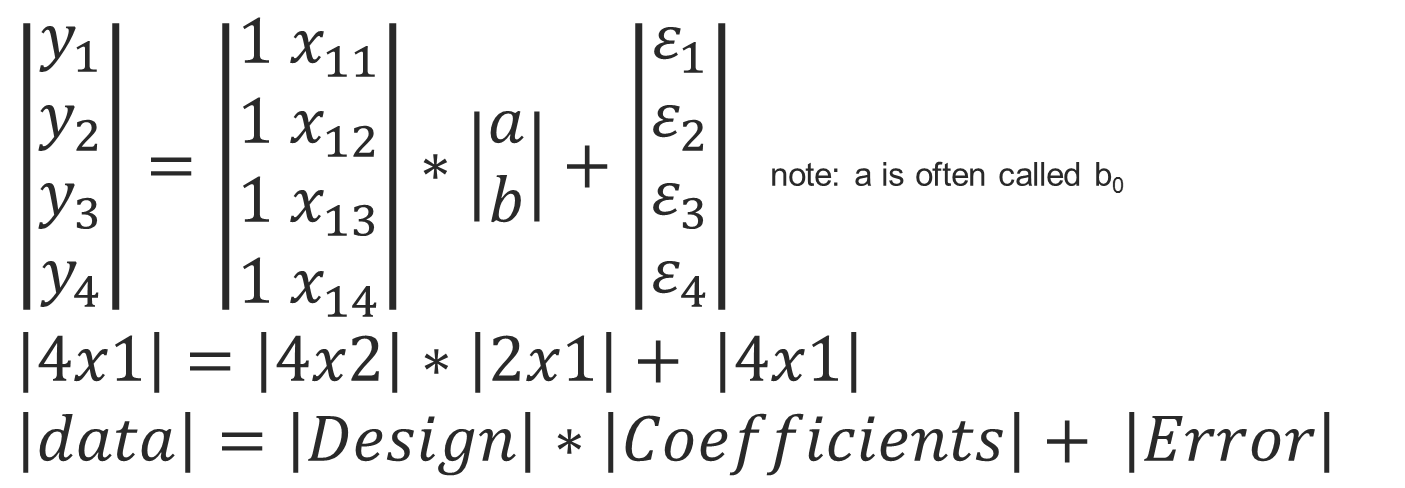 |y₁| = |1 x₁₁| * |a| + |ε₁|
|y₂| |1 x₁₂| |b| |ε₂|
|y₃| |1 x₁₃| |ε₃|
|y₄| |1 x₁₄| |ε₄|
note: a is often called b₀
|4x1| = |4x2| * |2x1| + |4x1|
|data| = |Design| * |Coefficients| + |Error|